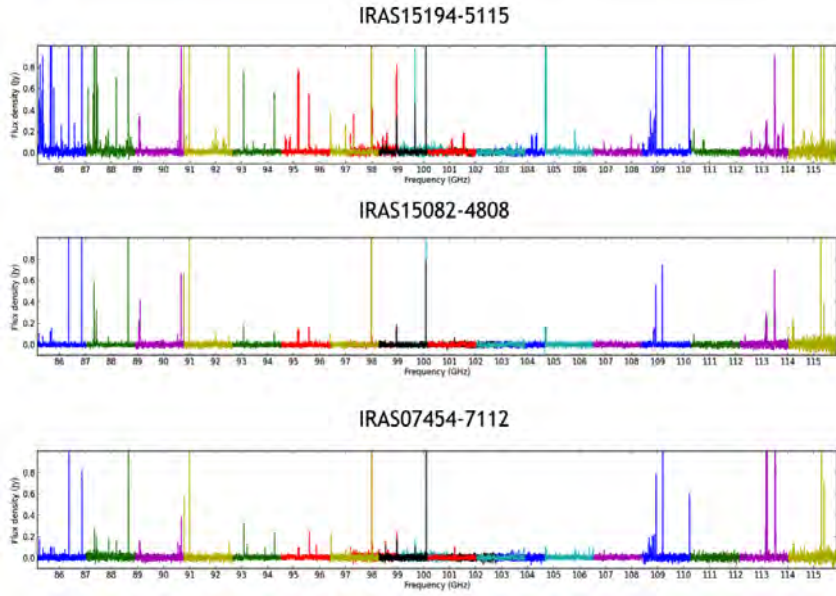 IRAS15194-5115
Flux density (Jy)
0.8
0.6
0.4
0.2
0.0
86 87 88 89 90 91 92 93 94 95 96 97 98 99 100 101 102 103 104 105 106 107 108 109 110 111 112 113 114 115
Frequency (GHz)
IRAS15082-4808
Flux density (Jy)
0.8
0.6
0.4
0.2
0.0
86 87 88 89 90 91 92 93 94 95 96 97 98 99 100 101 102 103 104 105 106 107 108 109 110 111 112 113 114 115
Frequency (GHz)
IRAS07454-7112
Flux density (Jy)
0.8
0.6
0.4
0.2
0.0
86 87 88 89 90 91 92 93 94 95 96 97 98 99 100 101 102 103 104 105 106 107 108 109 110 111 112 113 114 115
Frequency (GHz)